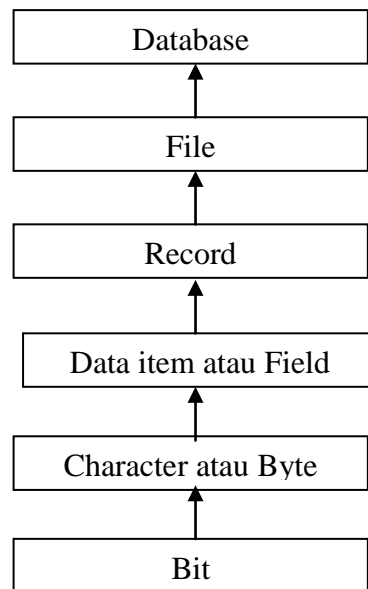 Database
File
Record
Data item atau Field
Character atau Byte
Bit